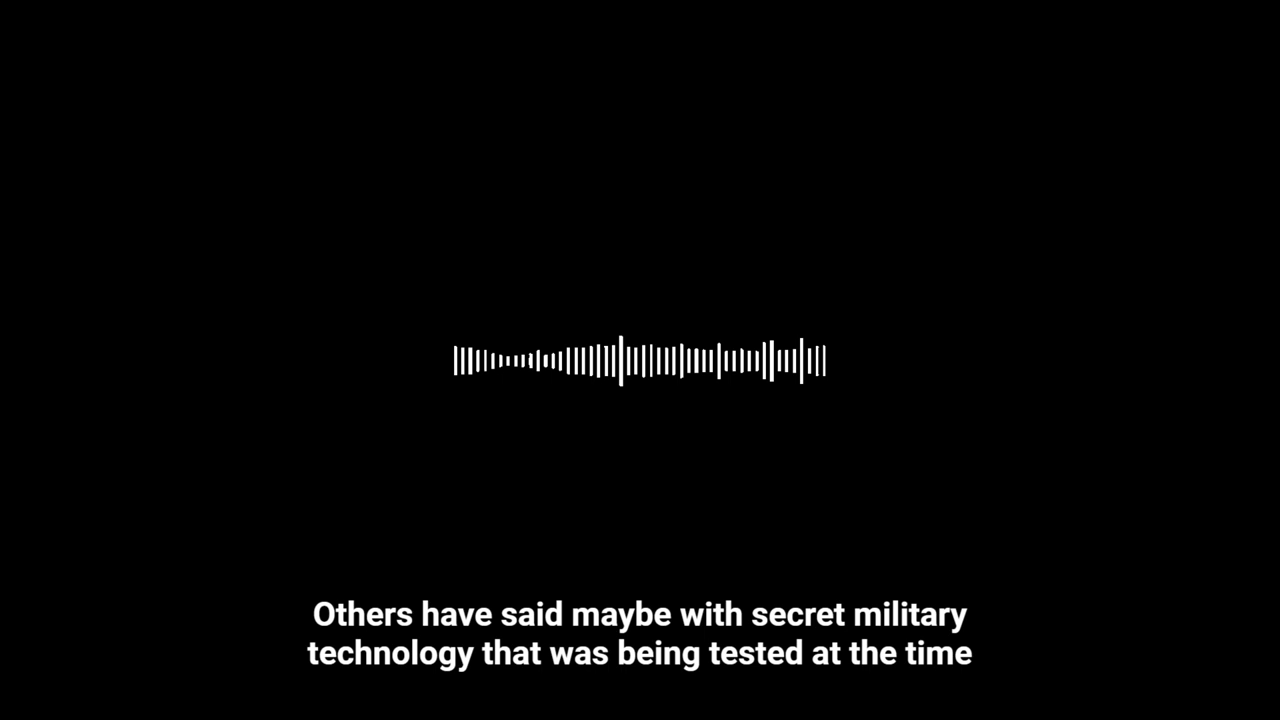 Others have said maybe with secret military
technology that was being tested at the time